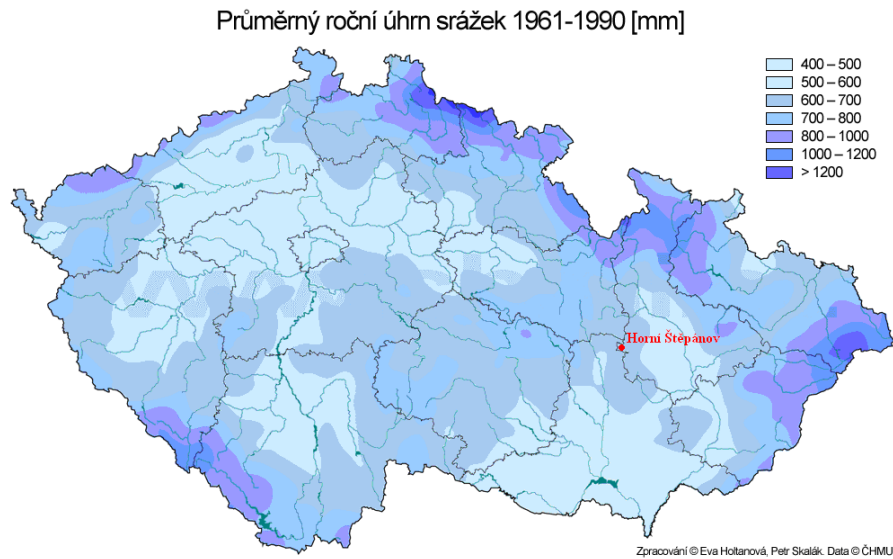 Průměrný roční úhrn srážek 1961-1990 [mm]
400 – 500
500 – 600
600 – 700
700 – 800
800 – 1000
1000 – 1200
> 1200
Horní Štěpánov
Zpracování © Eva Holtanová, Petr Skalák. Data © ČHMU